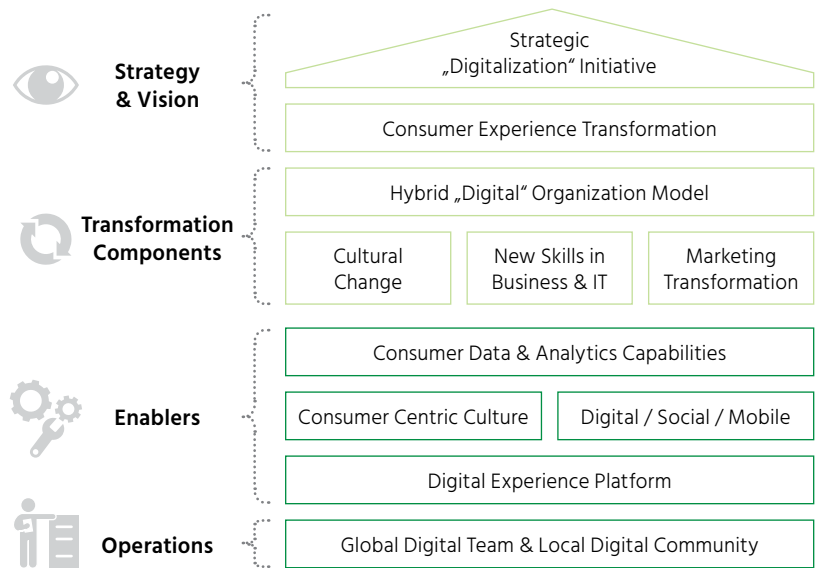 Strategy
& Vision
Strategic
„Digitalization“ Initiative
Consumer Experience Transformation
Transformation
Components
Hybrid „Digital“ Organization Model
Cultural
Change
New Skills in
Business & IT
Marketing
Transformation
Enablers
Consumer Data & Analytics Capabilities
Consumer Centric Culture
Digital / Social / Mobile
Digital Experience Platform
Operations
Global Digital Team & Local Digital Community